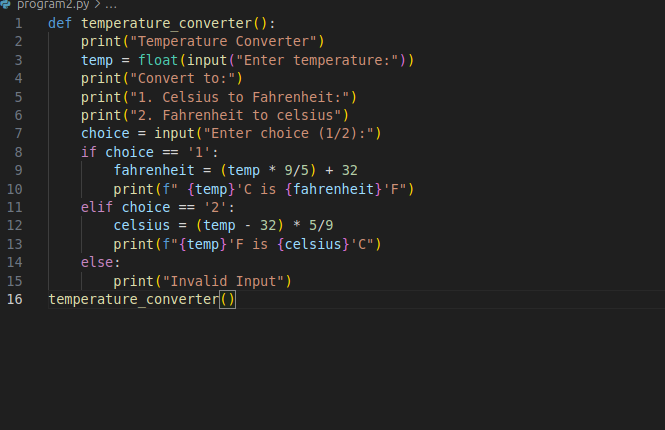 program2.py > ...
1 def temperature_converter():
2     print("Temperature Converter")
3     temp = float(input("Enter temperature:"))
4     print("Convert to:")
5     print("1. Celsius to Fahrenheit:")
6     print("2. Fahrenheit to celsius")
7     choice = input("Enter choice (1/2):")
8     if choice == '1':
9         fahrenheit = (temp * 9/5) + 32
10         print(f" {temp}'C is {fahrenheit}'F")
11     elif choice == '2':
12         celsius = (temp - 32) * 5/9
13         print(f"{temp}'F is {celsius}'C")
14     else:
15         print("Invalid Input")
16 temperature_converter()